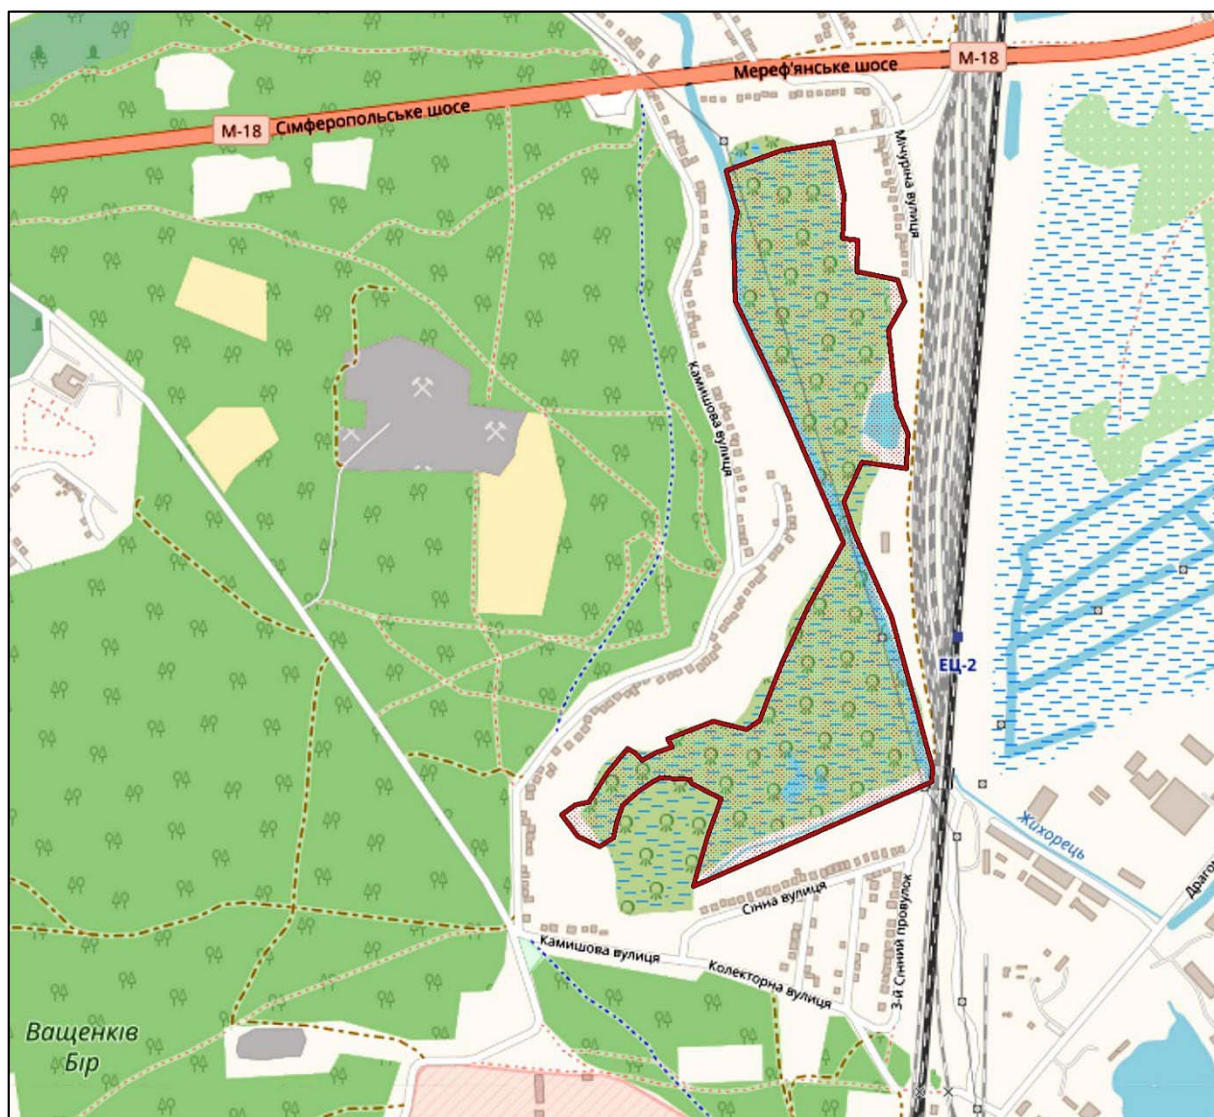 Мереф'янське шосе
М-18
М-18
Сімферопольське шосе
Мічуріна вулиця
Камишова вулиця
ЕЦ-2
Жихорець
Сінна вулиця
3-й Сінний провулок
Камишова вулиця
Колекторна вулиця
Ващенків
Бір